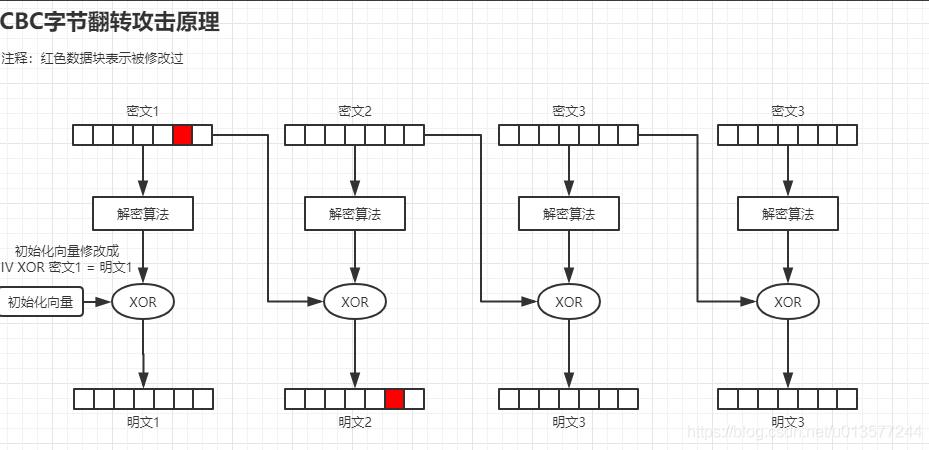 CBC字节翻转攻击原理
注释：红色数据块表示被修改过
密文1
密文2
密文3
密文3
解密算法
解密算法
解密算法
解密算法
初始化向量修改成
IV XOR 密文1 = 明文1
初始化向量
XOR
XOR
XOR
XOR
明文1
明文2
明文3
明文3
https://blog.csdn.net/u013577244